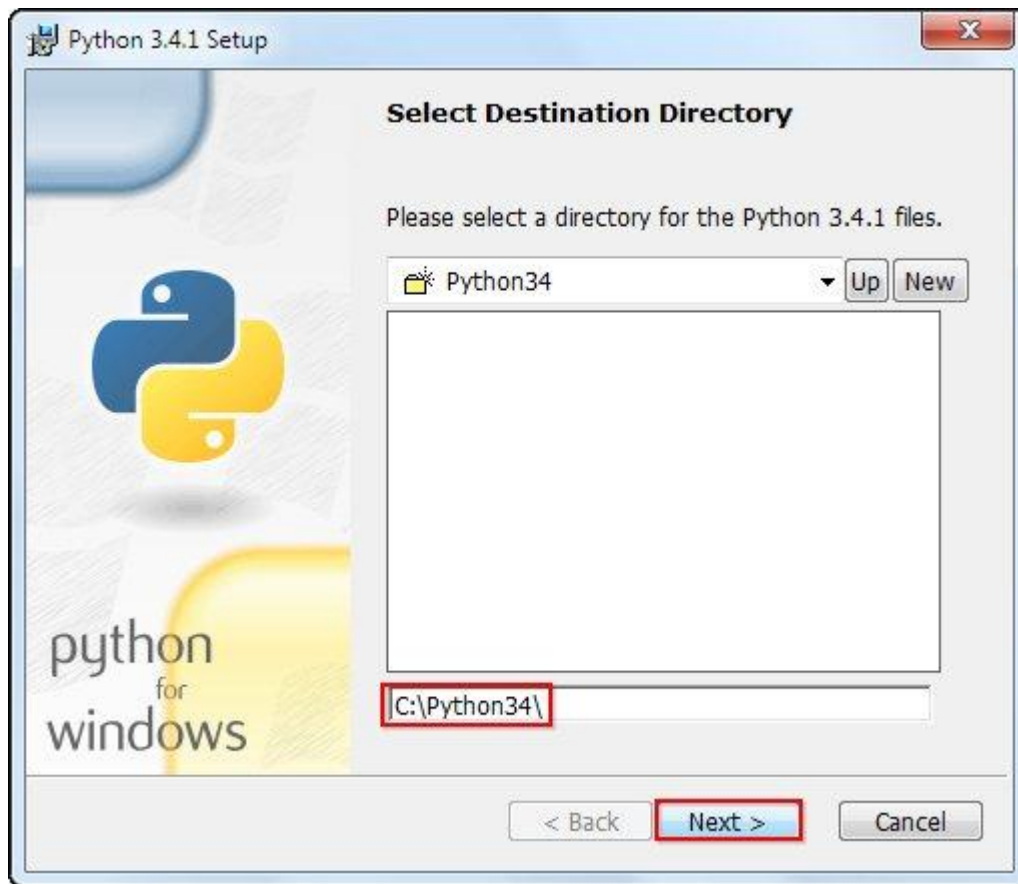 Python 3.4.1 Setup
x
Select Destination Directory
Please select a directory for the Python 3.4.1 files.
Python34
Up
New
C:\Python34\
python
for
windows
< Back
Next >
Cancel